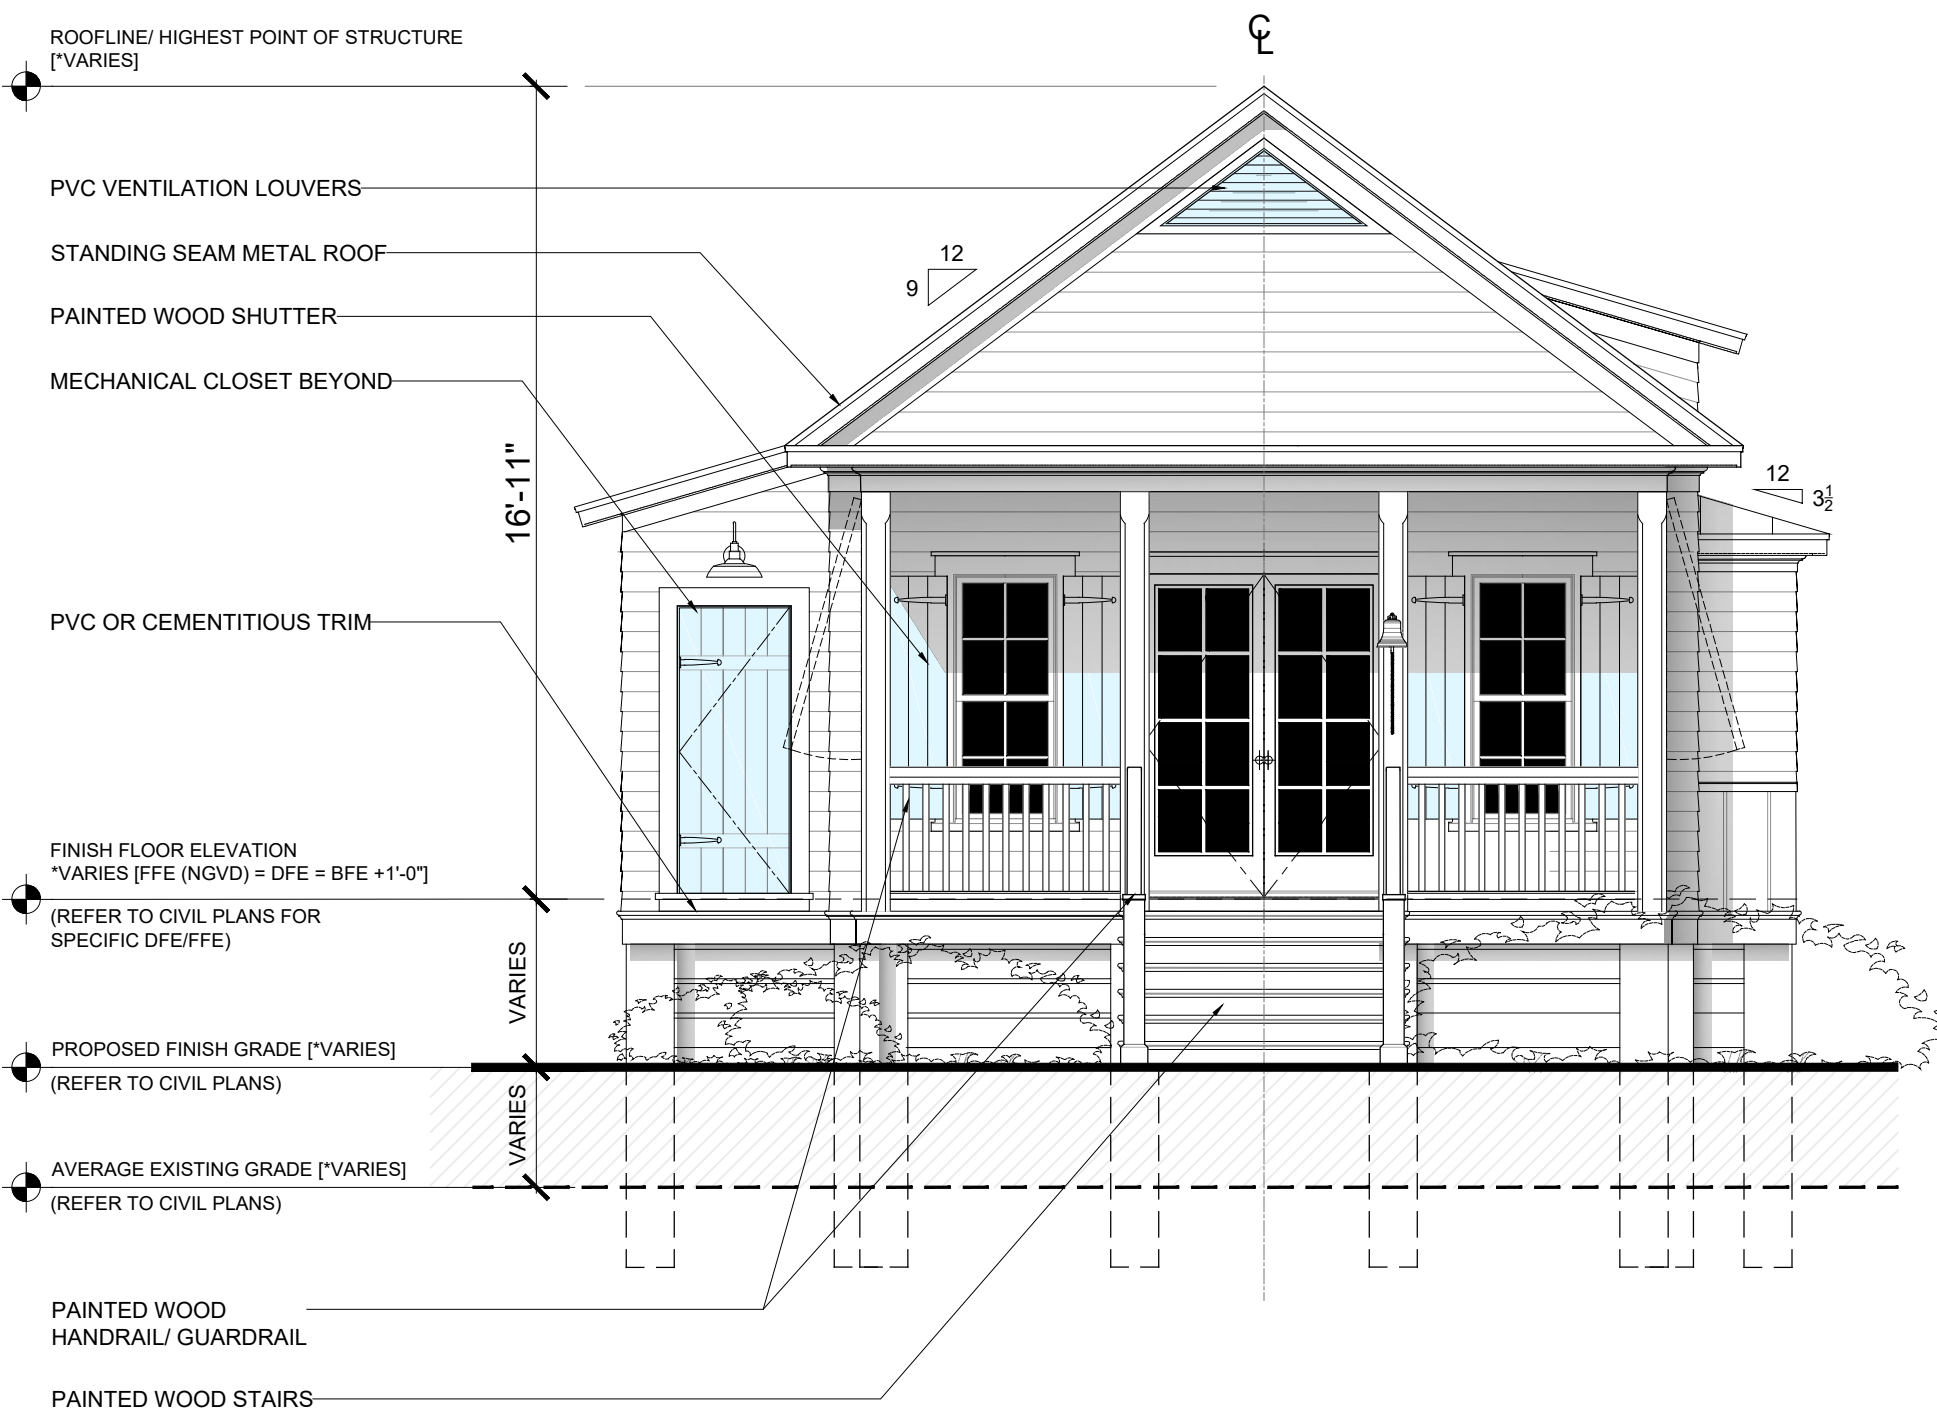 ℄
ROOFLINE/ HIGHEST POINT OF STRUCTURE
[*VARIES]
PVC VENTILATION LOUVERS
STANDING SEAM METAL ROOF
12
9
PAINTED WOOD SHUTTER
MECHANICAL CLOSET BEYOND
16'-11"
12
3½
PVC OR CEMENTITIOUS TRIM
FINISH FLOOR ELEVATION
*VARIES [FFE (NGVD) = DFE = BFE +1'-0"]
(REFER TO CIVIL PLANS FOR
SPECIFIC DFE/FFE)
VARIES
PROPOSED FINISH GRADE [*VARIES]
(REFER TO CIVIL PLANS)
VARIES
AVERAGE EXISTING GRADE [*VARIES]
(REFER TO CIVIL PLANS)
PAINTED WOOD
HANDRAIL/ GUARDRAIL
PAINTED WOOD STAIRS